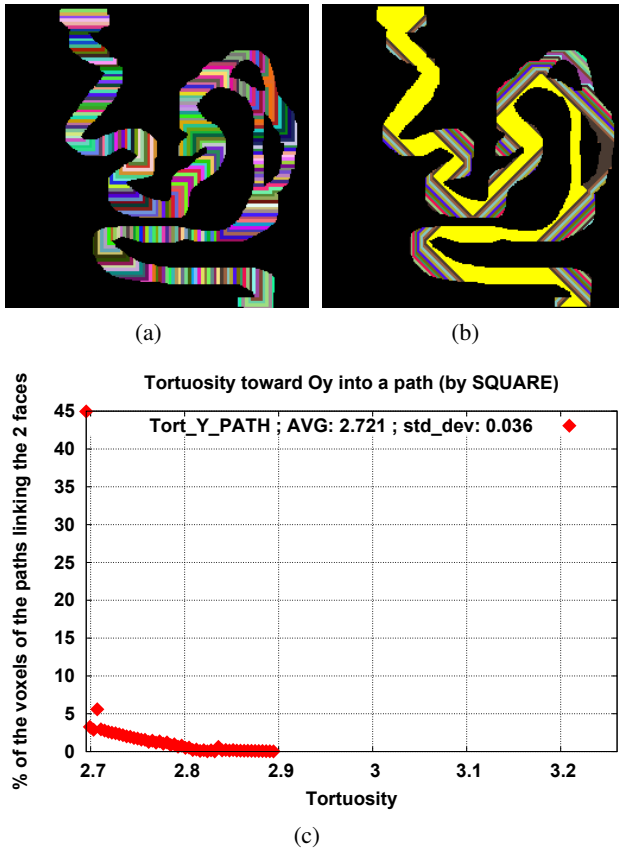 (a)
(b)
Tortuosity toward Oy into a path (by SQUARE)
% of the voxels of the paths linking the 2 faces
45
40
35
30
25
20
15
10
5
0
Tort_Y_PATH ; AVG: 2.721 ; std_dev: 0.036
2.7 2.8 2.9 3 3.1 3.2
Tortuosity
(c)